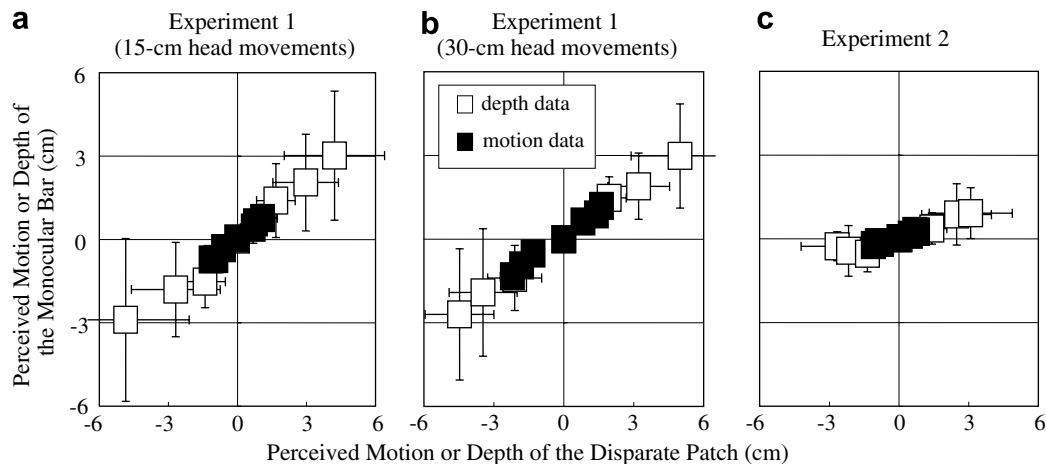 a
Experiment 1
(15-cm head movements)
b
Experiment 1
(30-cm head movements)
c
Experiment 2
Perceived Motion or Depth of
the Monocular Bar (cm)
6
3
0
-3
-6
depth data
motion data
-6 -3 0 3 6
-6 -3 0 3 6
-6 -3 0 3 6
Perceived Motion or Depth of the Disparate Patch (cm)